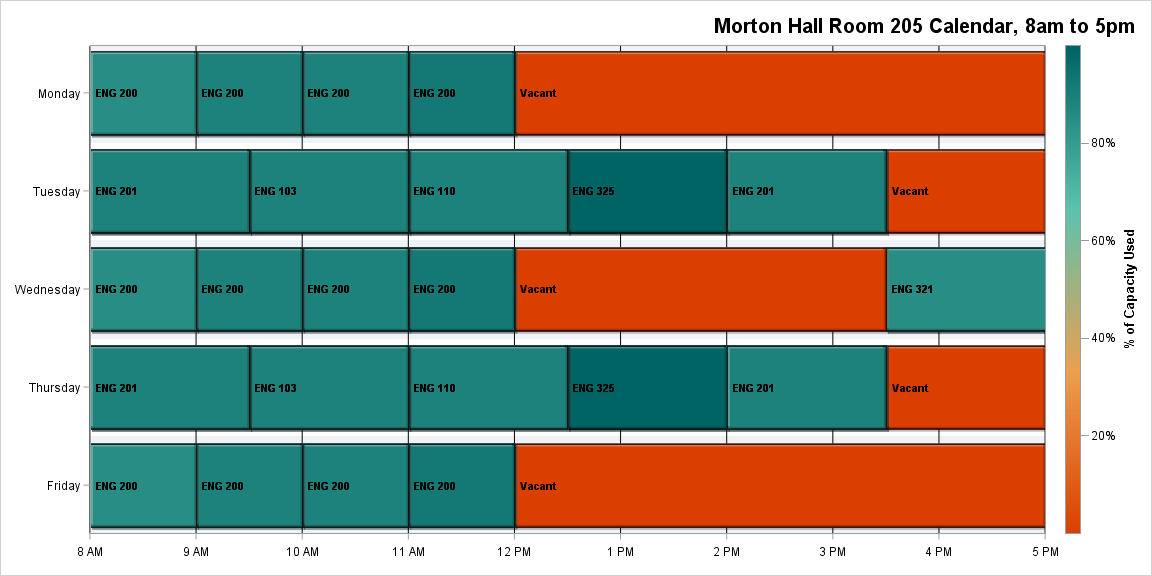 Morton Hall Room 205 Calendar, 8am to 5pm
Monday
ENG 200 ENG 200 ENG 200 ENG 200 Vacant
Tuesday
ENG 201 ENG 103 ENG 110 ENG 325 ENG 201 Vacant
Wednesday
ENG 200 ENG 200 ENG 200 ENG 200 Vacant ENG 321
Thursday
ENG 201 ENG 103 ENG 110 ENG 325 ENG 201 Vacant
Friday
ENG 200 ENG 200 ENG 200 ENG 200 Vacant
8 AM 9 AM 10 AM 11 AM 12 PM 1 PM 2 PM 3 PM 4 PM 5 PM
80%
60%
40%
20%
% of Capacity Used